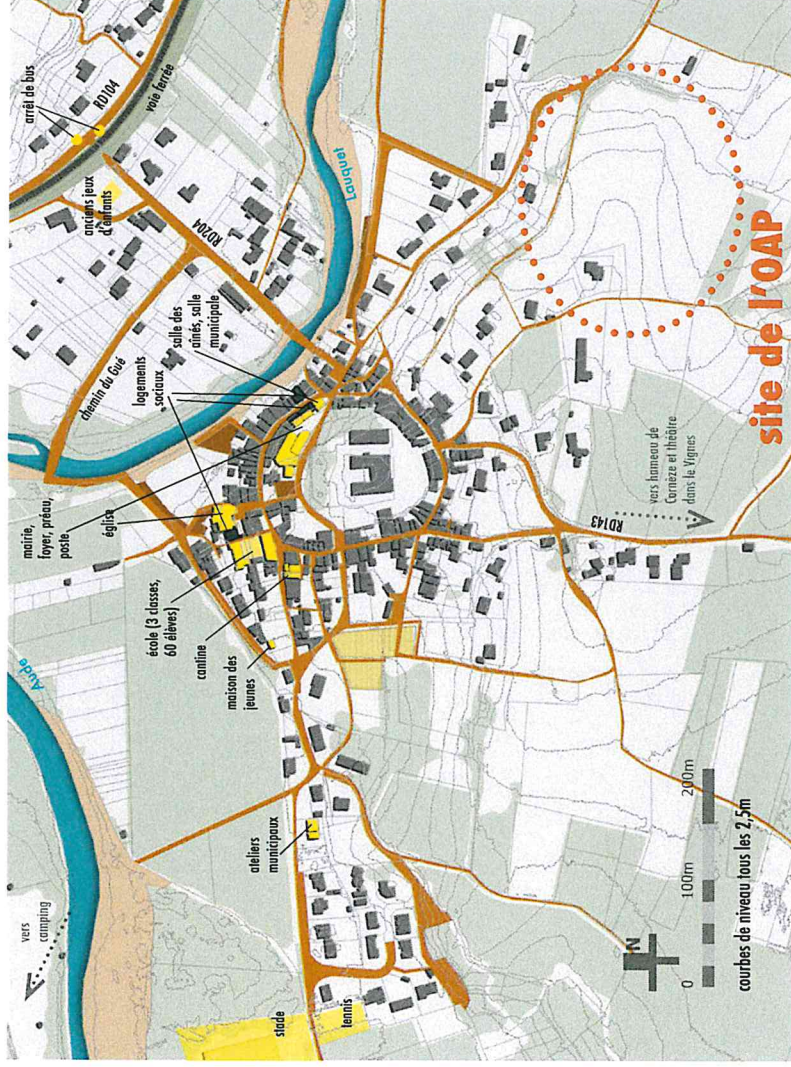 arrêt de bus
RD104
voie ferrée
anciens jeux
d'enfants
RD204
Lauquet
chemin du Gué
salle des
aînés, salle
municipale
logements
sociaux
mairie,
foyer, préau,
poste
église
école (3 classes,
60 élèves)
cantine
maison des
jeunes
Aude
vers
camping
ateliers
municipaux
stade
tennis
RD143
vers hameau de
Carnèze et théâtre
dans le Vignes
site de l'OAP
N
0 100m 200m
courbes de niveau tous les 2,5m